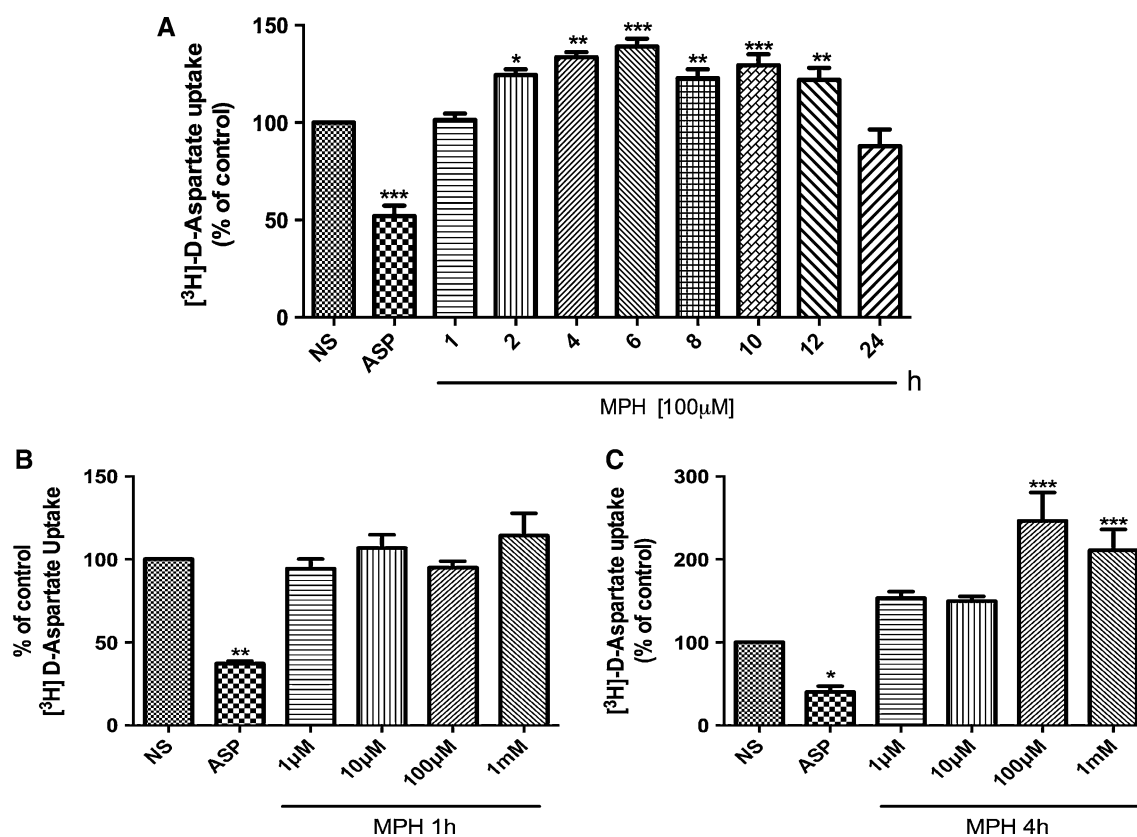 A
[³H]-D-Aspartate uptake
(% of control)
150
100
50
0
***
*
**
***
**
***
**
NS
ASP
1
2
4
6
8
10
12
24
h
MPH [100μM]
B
% of control
[³H] D-Aspartate Uptake
150
100
50
0
**
NS
ASP
1μM
10μM
100μM
1mM
MPH 1h
C
[³H]-D-Aspartate uptake
(% of control)
300
200
100
0
*
***
***
NS
ASP
1μM
10μM
100μM
1mM
MPH 4h